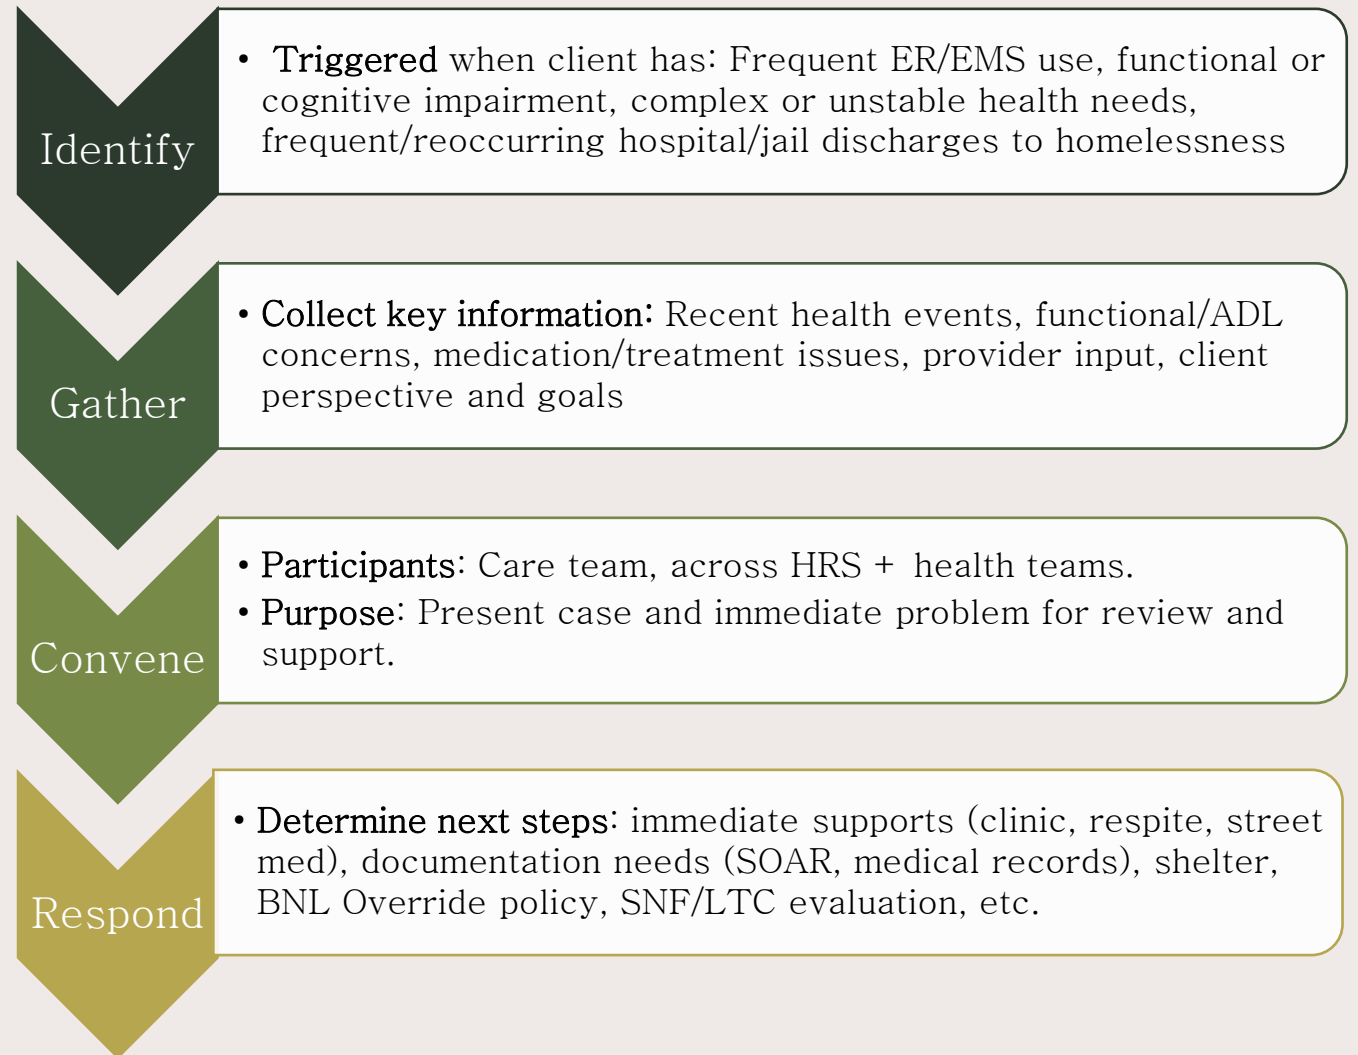 Identify
• Triggered when client has: Frequent ER/EMS use, functional or
cognitive impairment, complex or unstable health needs,
frequent/reoccurring hospital/jail discharges to homelessness
Gather
• Collect key information: Recent health events, functional/ADL
concerns, medication/treatment issues, provider input, client
perspective and goals
Convene
• Participants: Care team, across HRS + health teams.
• Purpose: Present case and immediate problem for review and
support.
Respond
• Determine next steps: immediate supports (clinic, respite, street
med), documentation needs (SOAR, medical records), shelter,
BNL Override policy, SNF/LTC evaluation, etc.